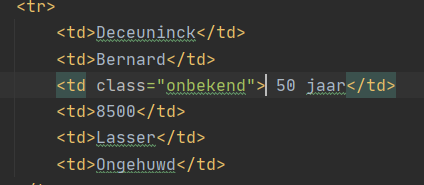 <tr>
<td>Deceuninck</td>
<td>Bernard</td>
<td class="onbekend"> 50 jaar</td>
<td>8500</td>
<td>Lasser</td>
<td>Ongehuwd</td>